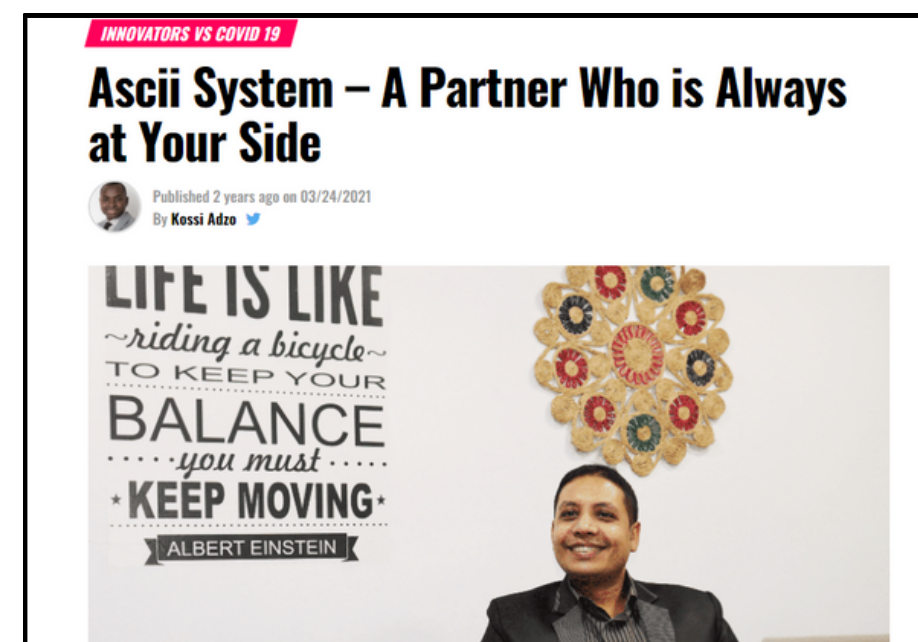 INNOVATORS VS COVID 19
Ascii System – A Partner Who is Always
at Your Side
Published 2 years ago on 03/24/2021
By Kossi Adzo
LIFE IS LIKE
~riding a bicycle~
TO KEEP YOUR
BALANCE
you must
KEEP MOVING
ALBERT EINSTEIN